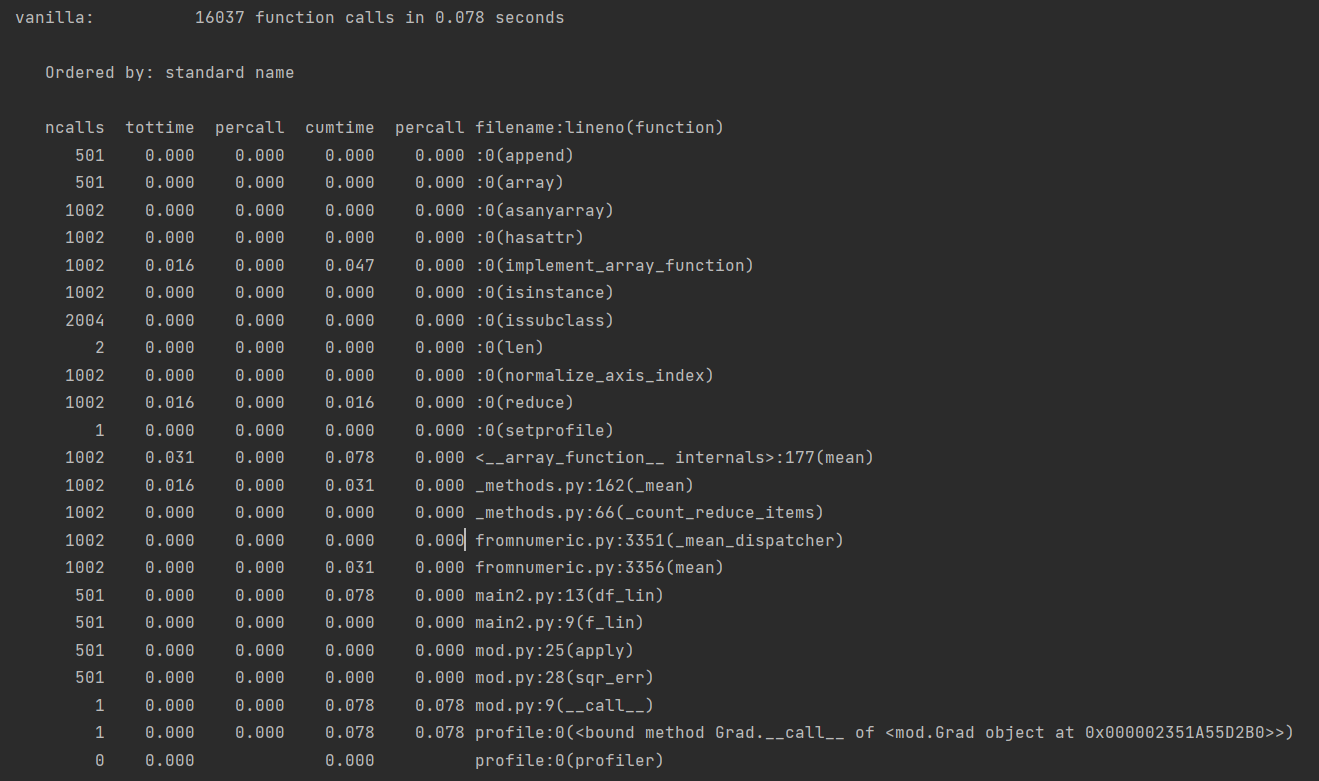 vanilla:          16037 function calls in 0.078 seconds
Ordered by: standard name
ncalls  tottime  percall  cumtime  percall filename:lineno(function)
501    0.000    0.000    0.000    0.000 :0(append)
501    0.000    0.000    0.000    0.000 :0(array)
1002    0.000    0.000    0.000    0.000 :0(asanyarray)
1002    0.000    0.000    0.000    0.000 :0(hasattr)
1002    0.016    0.000    0.047    0.000 :0(implement_array_function)
1002    0.000    0.000    0.000    0.000 :0(isinstance)
2004    0.000    0.000    0.000    0.000 :0(issubclass)
2    0.000    0.000    0.000    0.000 :0(len)
1002    0.000    0.000    0.000    0.000 :0(normalize_axis_index)
1002    0.016    0.000    0.016    0.000 :0(reduce)
1    0.000    0.000    0.000    0.000 :0(setprofile)
1002    0.031    0.000    0.078    0.000 <__array_function__ internals>:177(mean)
1002    0.016    0.000    0.031    0.000 _methods.py:162(_mean)
1002    0.000    0.000    0.000    0.000 _methods.py:66(_count_reduce_items)
1002    0.000    0.000    0.000    0.000 fromnumeric.py:3351(_mean_dispatcher)
1002    0.000    0.000    0.031    0.000 fromnumeric.py:3356(mean)
501    0.000    0.000    0.078    0.000 main2.py:13(df_lin)
501    0.000    0.000    0.000    0.000 main2.py:9(f_lin)
501    0.000    0.000    0.000    0.000 mod.py:25(apply)
501    0.000    0.000    0.000    0.000 mod.py:28(sqr_err)
1    0.000    0.000    0.078    0.078 mod.py:9(__call__)
1    0.000    0.000    0.078    0.078 profile:0(<bound method Grad.__call__ of <mod.Grad object at 0x000002351A55D2B0>>)
0    0.000             0.000          profile:0(profiler)